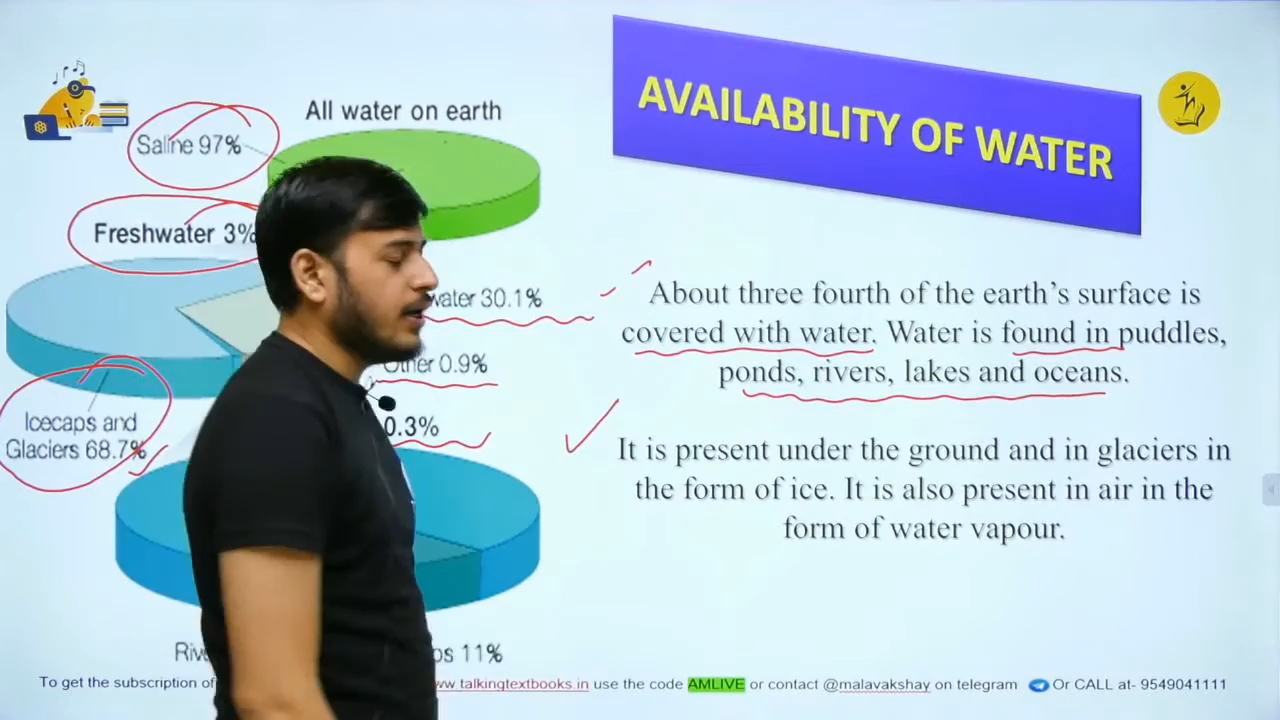 AVAILABILITY OF WATER
All water on earth
Saline 97%
Freshwater 3%
30.1%
Other 0.9%
0.3%
Icecaps and
Glaciers 68.7%
11%
About three fourth of the earth's surface is
covered with water. Water is found in puddles,
ponds, rivers, lakes and oceans.
It is present under the ground and in glaciers in
the form of ice. It is also present in air in the
form of water vapour.
To get the subscription of talkingtextbooks.in use the code AMLIVE or contact @malavakshay on telegram Or CALL at- 9549041111